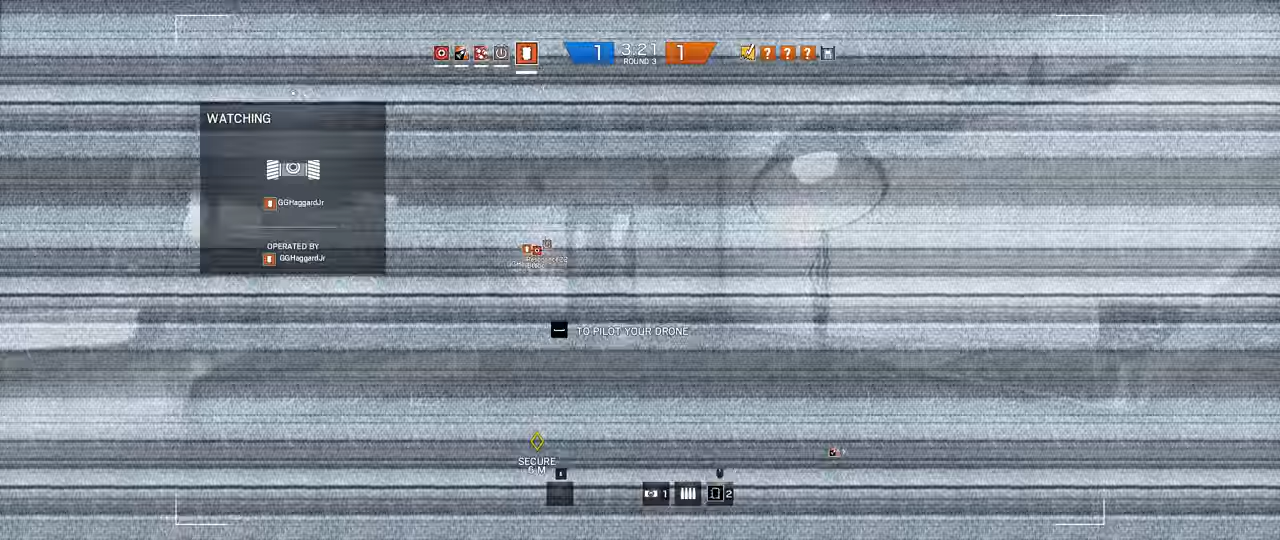 1 3:21 1
ROUND 3
? ? ?
WATCHING
GGHaggardJr
OPERATED BY
GGHaggardJr
TO PILOT YOUR DRONE
SECURE
6 M
1
2